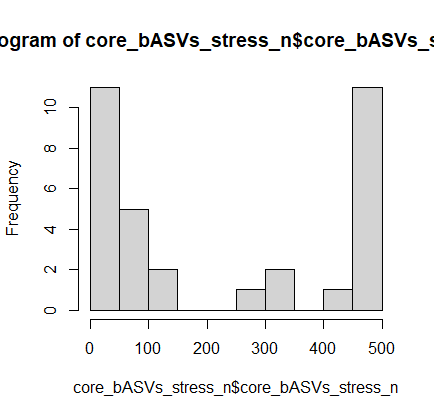 ogram of core_bASVs_stress_n$core_bASVs_s
Frequency
0 2 4 6 8 10
0 100 200 300 400 500
core_bASVs_stress_n$core_bASVs_stress_n